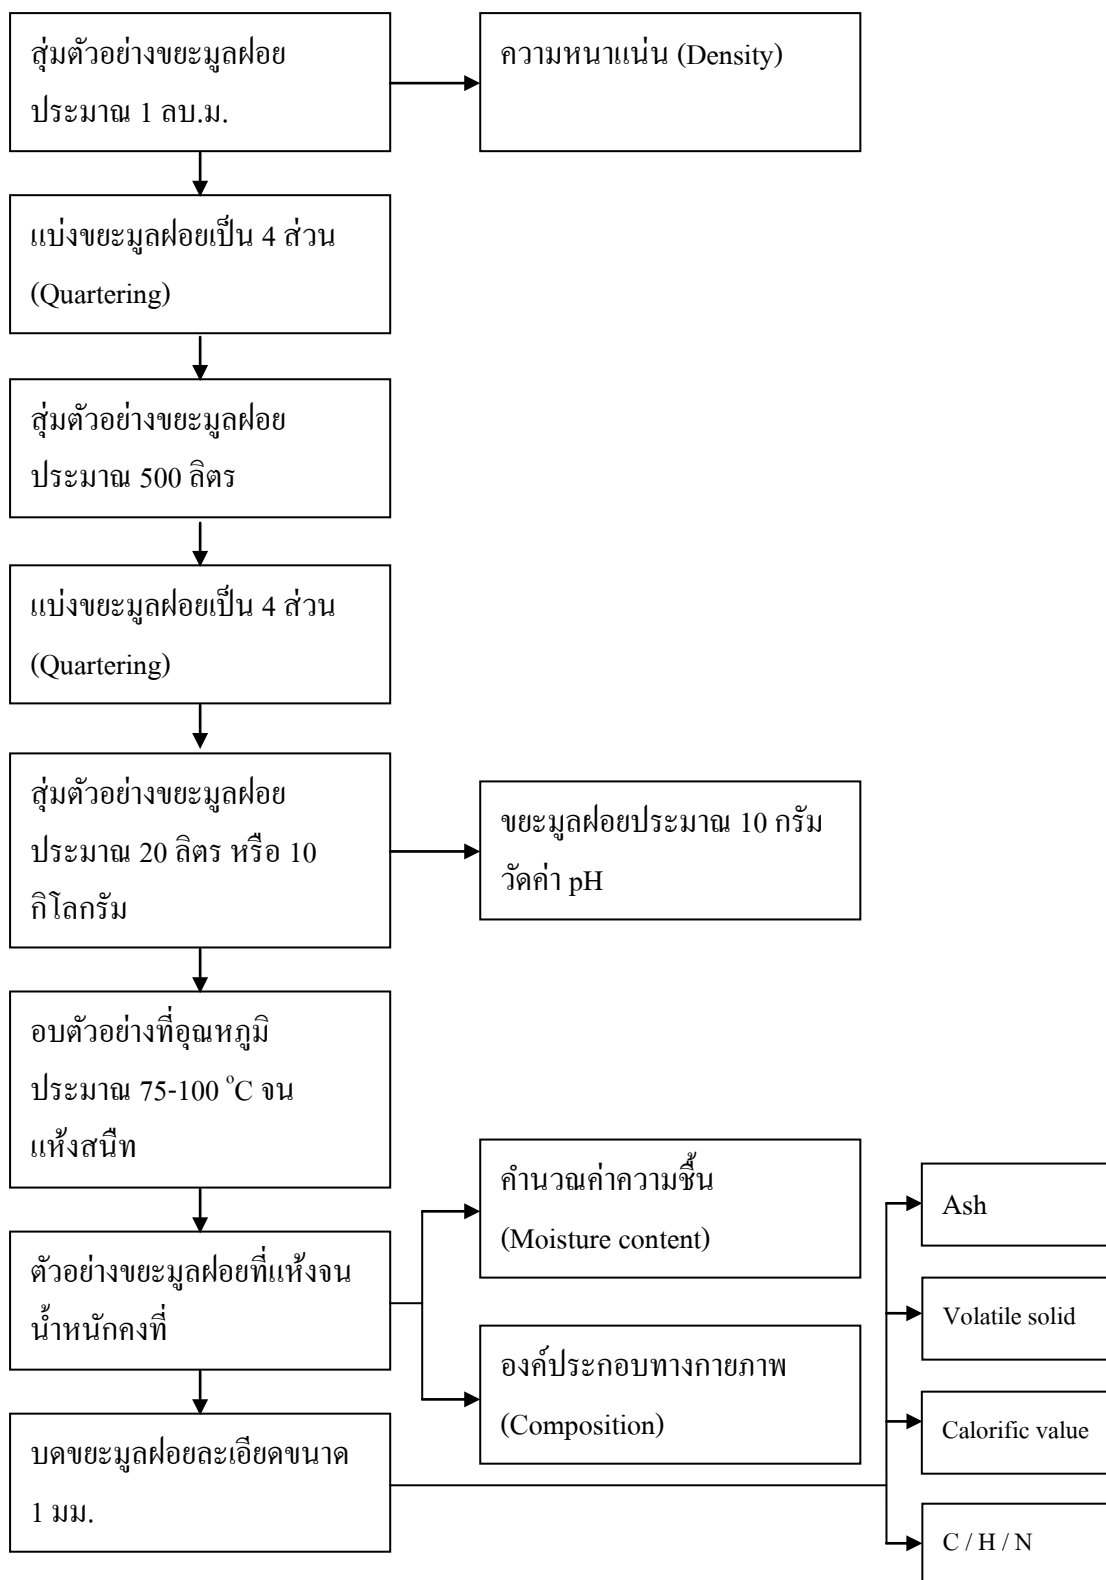 สุ่มตัวอย่างขยะมูลฝอย
ประมาณ 1 ลบ.ม.
ความหนาแน่น (Density)
แบ่งขยะมูลฝอยเป็น 4 ส่วน
(Quartering)
สุ่มตัวอย่างขยะมูลฝอย
ประมาณ 500 ลิตร
แบ่งขยะมูลฝอยเป็น 4 ส่วน
(Quartering)
สุ่มตัวอย่างขยะมูลฝอย
ประมาณ 20 ลิตร หรือ 10
กิโลกรัม
ขยะมูลฝอยประมาณ 10 กรัม
วัดค่า pH
อบตัวอย่างที่อุณหภูมิ
ประมาณ 75-100 °C จน
แห้งสนืท
ตัวอย่างขยะมูลฝอยที่แห้งจน
น้ำหนักคงที่
คำนวณค่าความชื้น
(Moisture content)
องค์ประกอบทางกายภาพ
(Composition)
บดขยะมูลฝอยละเอียดขนาด
1 มม.
Ash
Volatile solid
Calorific value
C / H / N